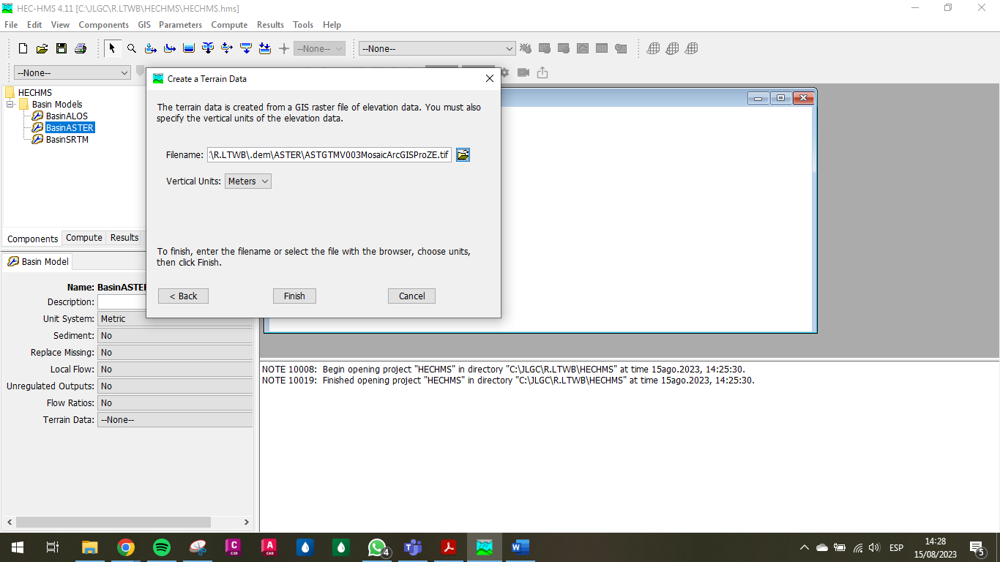 HEC-HMS 4.11 [C:\JLGC\R.LTWB\HECHMS\HECHMS.hms]
File Edit View Components GIS Parameters Compute Results Tools Help
--None-- --None--
--None--
Create a Terrain Data
The terrain data is created from a GIS raster file of elevation data. You must also
specify the vertical units of the elevation data.
Filename: :\R.LTWB\.dem\ASTER\ASTGTMV003MosaicArcGISProZE.tif
Vertical Units: Meters
To finish, enter the filename or select the file with the browser, choose units,
then click Finish.
< Back Finish Cancel
HECHMS
Basin Models
BasinALOS
BasinASTER
BasinSRTM
Components Compute Results
Basin Model
Name: BasinASTER
Description:
Unit System: Metric
Sediment: No
Replace Missing: No
Local Flow: No
Unregulated Outputs: No
Flow Ratios: No
Terrain Data: --None--
NOTE 10008: Begin opening project "HECHMS" in directory "C:\JLGC\R.LTWB\HECHMS" at time 15ago.2023, 14:25:30.
NOTE 10019: Finished opening project "HECHMS" in directory "C:\JLGC\R.LTWB\HECHMS" at time 15ago.2023, 14:25:30.
C C3D A CAD 4 ESP 14:28
15/08/2023 5